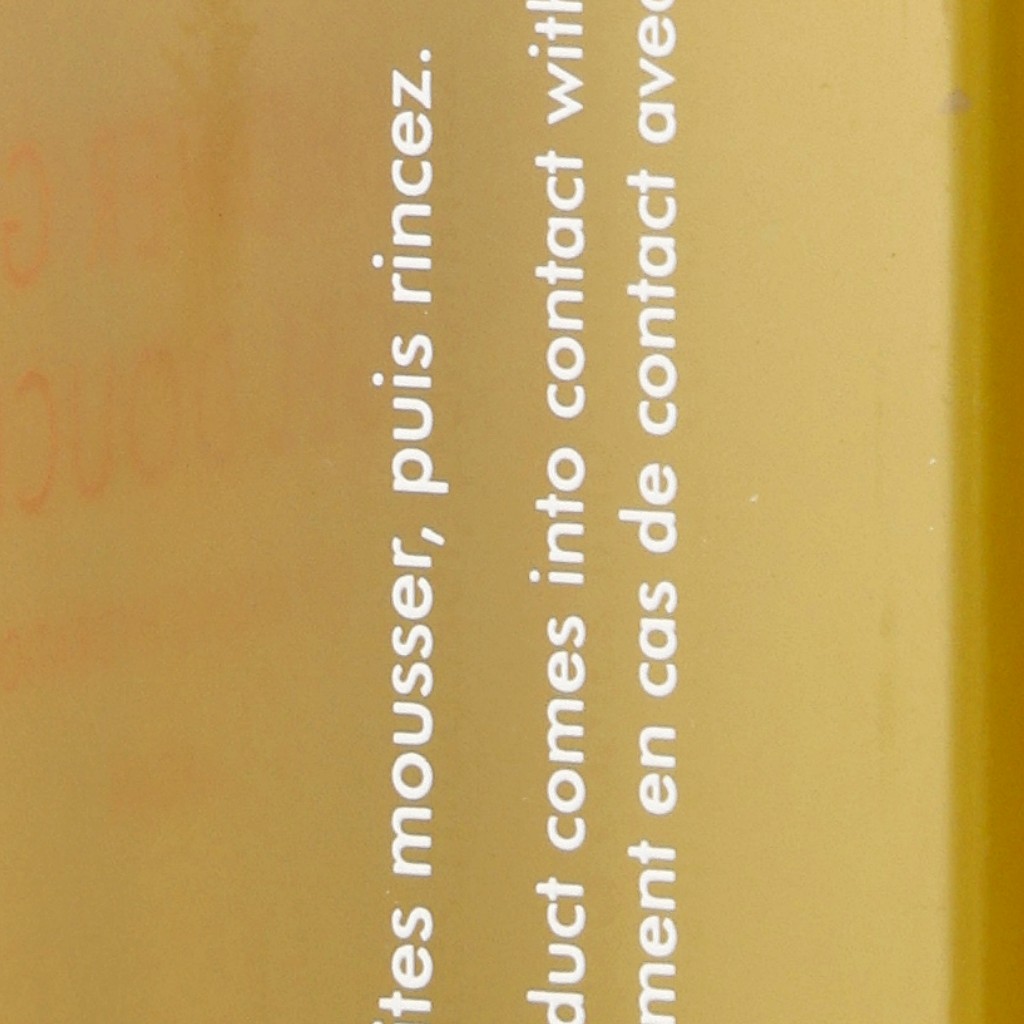 ites mousser, puis rincez.
duct comes into contact with
ment en cas de contact avec